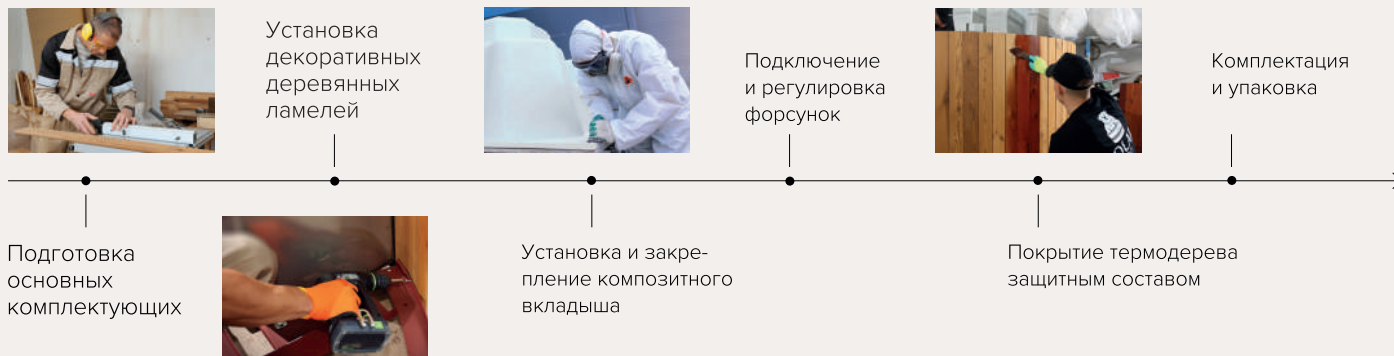 Подготовка
основных
комплектующих
Установка
декоративных
деревянных
ламелей
Установка и закре-
пление композитного
вкладыша
Подключение
и регулировка
форсунок
Покрытие термодерева
защитным составом
Комплектация
и упаковка